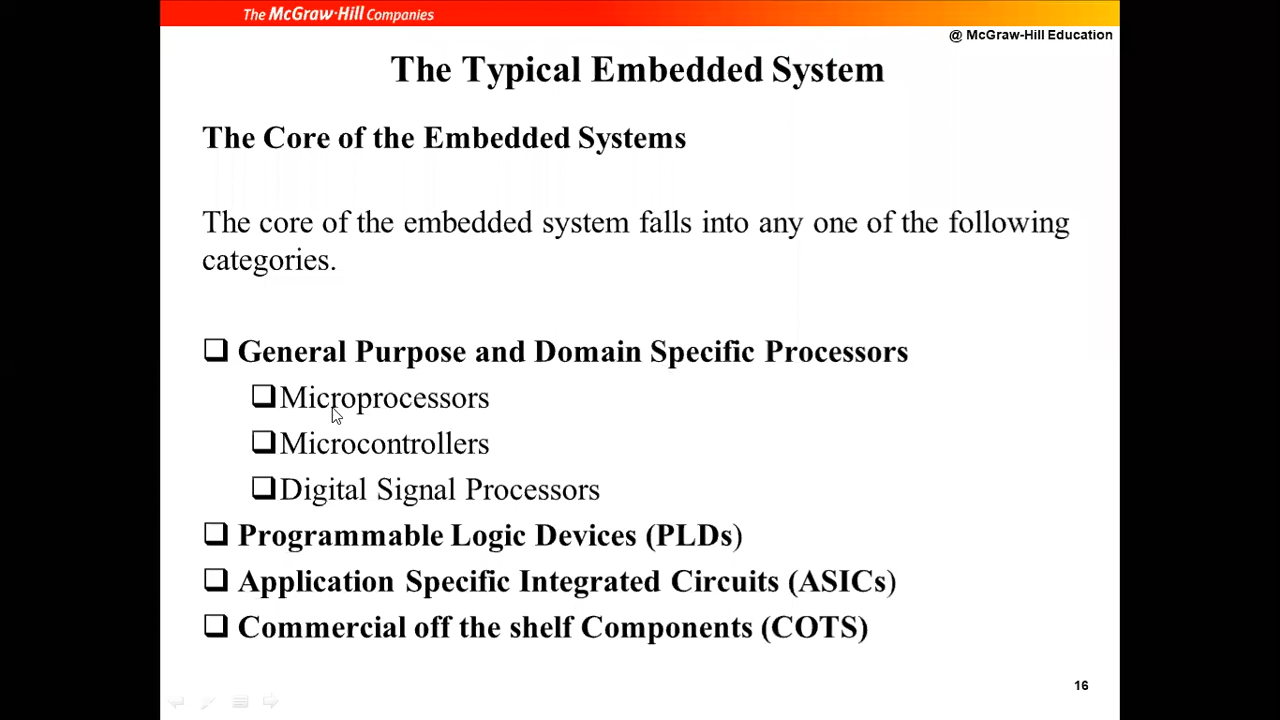 The McGraw-Hill Companies
@ McGraw-Hill Education
The Typical Embedded System
The Core of the Embedded Systems
The core of the embedded system falls into any one of the following
categories.
General Purpose and Domain Specific Processors
Microprocessors
Microcontrollers
Digital Signal Processors
Programmable Logic Devices (PLDs)
Application Specific Integrated Circuits (ASICs)
Commercial off the shelf Components (COTS)
16